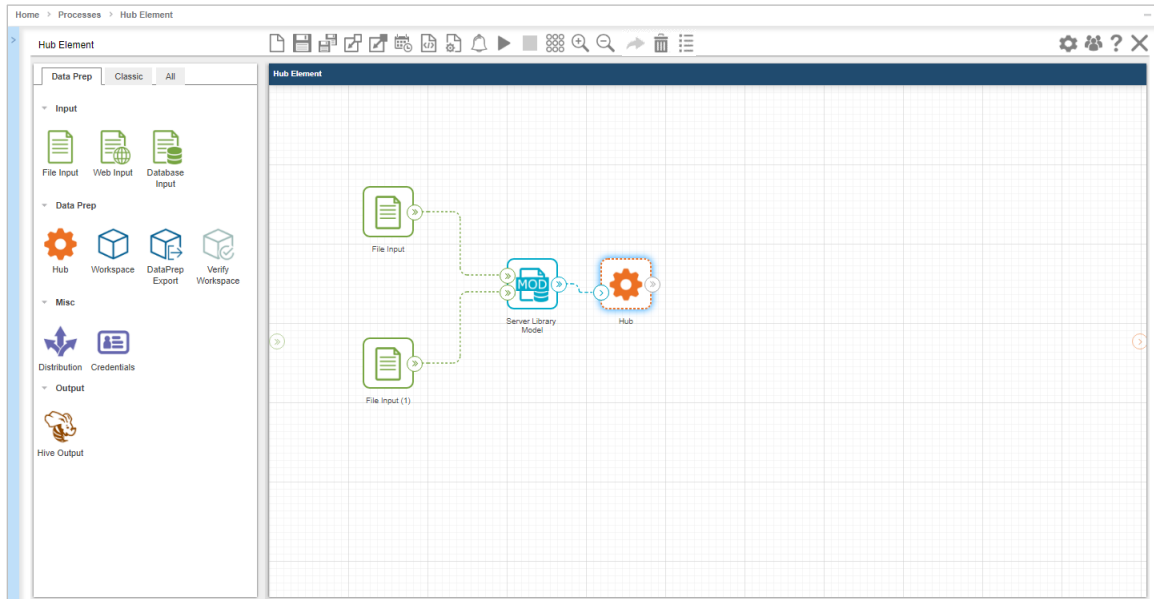 Home > Processes > Hub Element
Hub Element
Data Prep Classic All
Input
File Input Web Input Database Input
Data Prep
Hub Workspace DataPrep Export Verify Workspace
Misc
Distribution Credentials
Output
Hive Output
Hub Element
File Input
MOD
Server Library
Model
Hub
File Input (1)